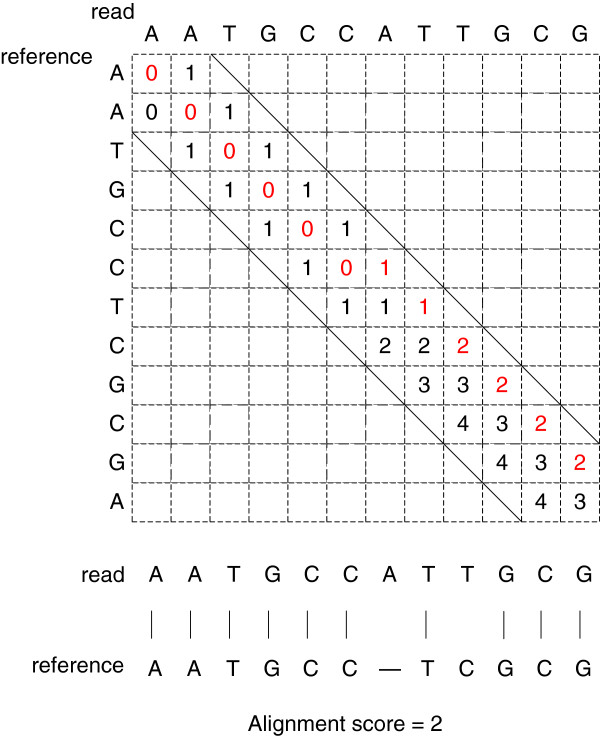 read
A A T G C C A T T G C G
reference
A 0 1
A 0 0 1
T 1 0 1
G 1 0 1
C 1 0 1
C 1 0 1
T 1 1 1
C 2 2 2
G 3 3 2
C 4 3 2
G 4 3 2
A 4 3
read A A T G C C A T T G C G
| | | | | | | | | |
reference A A T G C C — T C G C G
Alignment score = 2